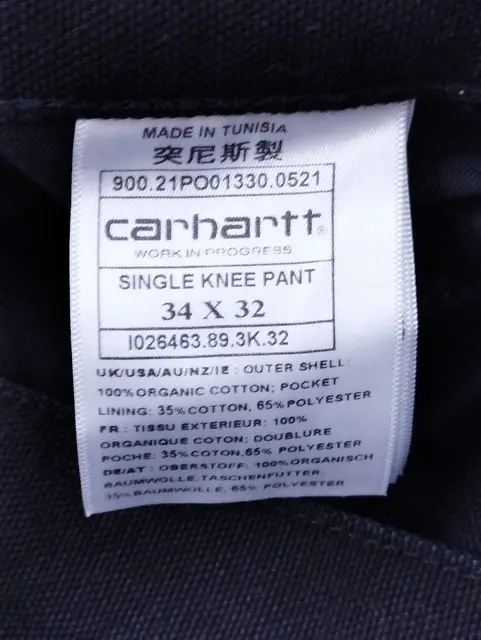 MADE IN TUNISIA
突尼斯製
900.21PO01330.0521
carhartt®
WORK IN PROGRESS
SINGLE KNEE PANT
34 X 32
I026463.89.3K.32
UK/USA/AU/NZ/IE : OUTER SHELL:
100% ORGANIC COTTON; POCKET
LINING: 35% COTTON, 65% POLYESTER
FR : TISSU EXTERIEUR: 100%
ORGANIQUE COTON; DOUBLURE
POCHE: 35% COTON,65% POLYESTER
DE/AT : OBERSTOFF: 100% ORGANISCH
BAUMWOLLE,TASCHENFUTTER:
35% BAUMWOLLE, 65% POLYESTER